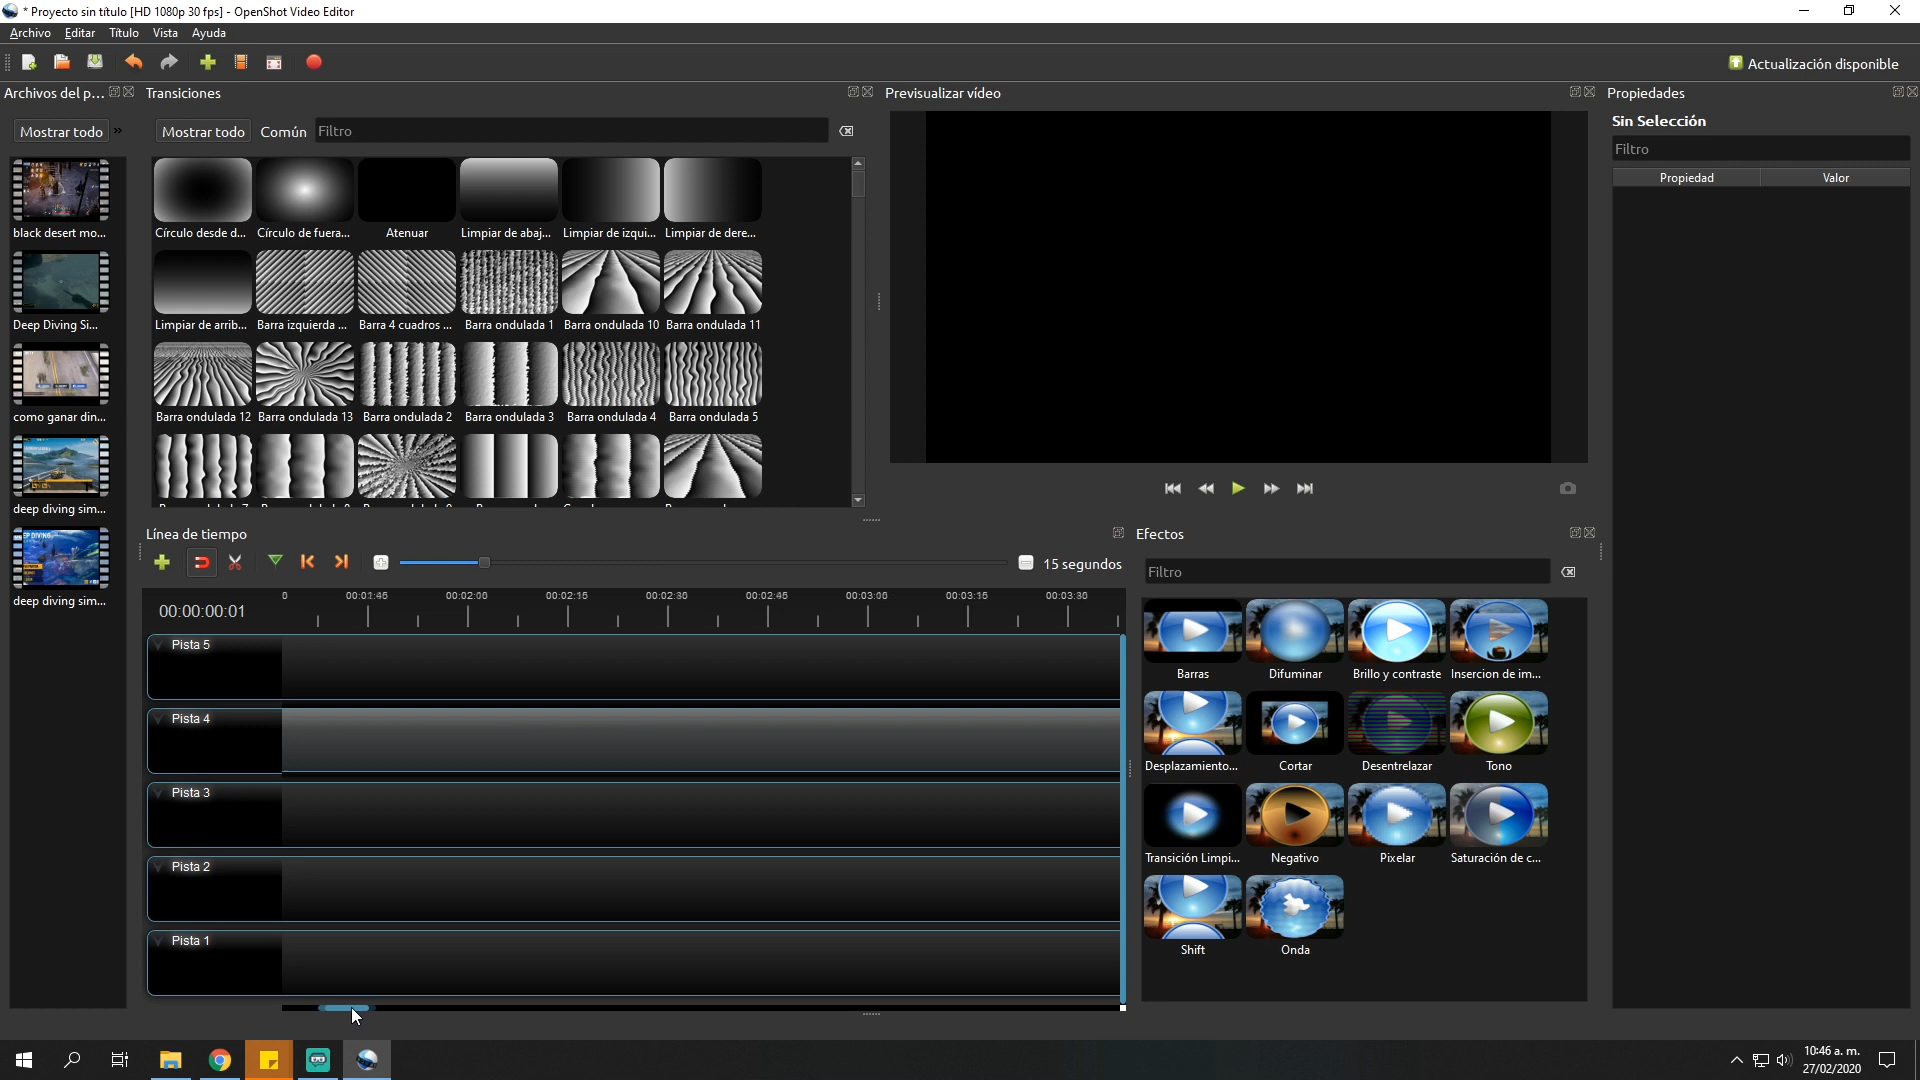 * Proyecto sin título [HD 1080p 30 fps] - OpenShot Video Editor
Archivo Editar Título Vista Ayuda
Actualización disponible
Archivos del p...
Mostrar todo »
black desert mo...
Deep Diving Si...
como ganar din...
deep diving sim...
deep diving sim...
Transiciones
Mostrar todo Común Filtro
Círculo desde d... Círculo de fuera... Atenuar Limpiar de abaj... Limpiar de izqui... Limpiar de dere...
Limpiar de arrib... Barra izquierda ... Barra 4 cuadros ... Barra ondulada 1 Barra ondulada 10 Barra ondulada 11
Barra ondulada 12 Barra ondulada 13 Barra ondulada 2 Barra ondulada 3 Barra ondulada 4 Barra ondulada 5
Previsualizar vídeo
Propiedades
Sin Selección
Filtro
Propiedad Valor
Línea de tiempo
15 segundos
00:00:00:01
0 00:01:45 00:02:00 00:02:15 00:02:30 00:02:45 00:03:00 00:03:15 00:03:30
Pista 5
Pista 4
Pista 3
Pista 2
Pista 1
Efectos
Filtro
Barras Difuminar Brillo y contraste Insercion de im...
Desplazamiento... Cortar Desentrelazar Tono
Transición Limpi... Negativo Pixelar Saturación de c...
Shift Onda
10:46 a. m.
27/02/2020